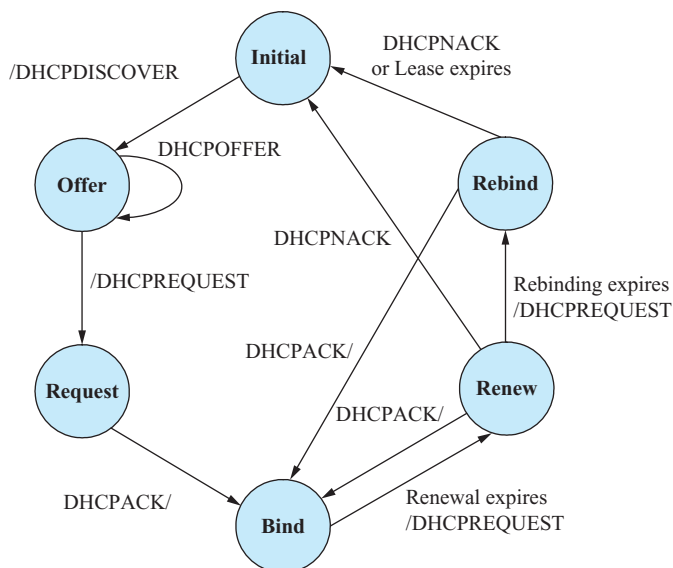 Initial
DHCPNACK
or Lease expires
/DHCPDISCOVER
DHCPOFFER
Offer
Rebind
DHCPNACK
/DHCPREQUEST
Rebinding expires
/DHCPREQUEST
DHCPACK/
Request
Renew
DHCPACK/
DHCPACK/
Renewal expires
/DHCPREQUEST
Bind